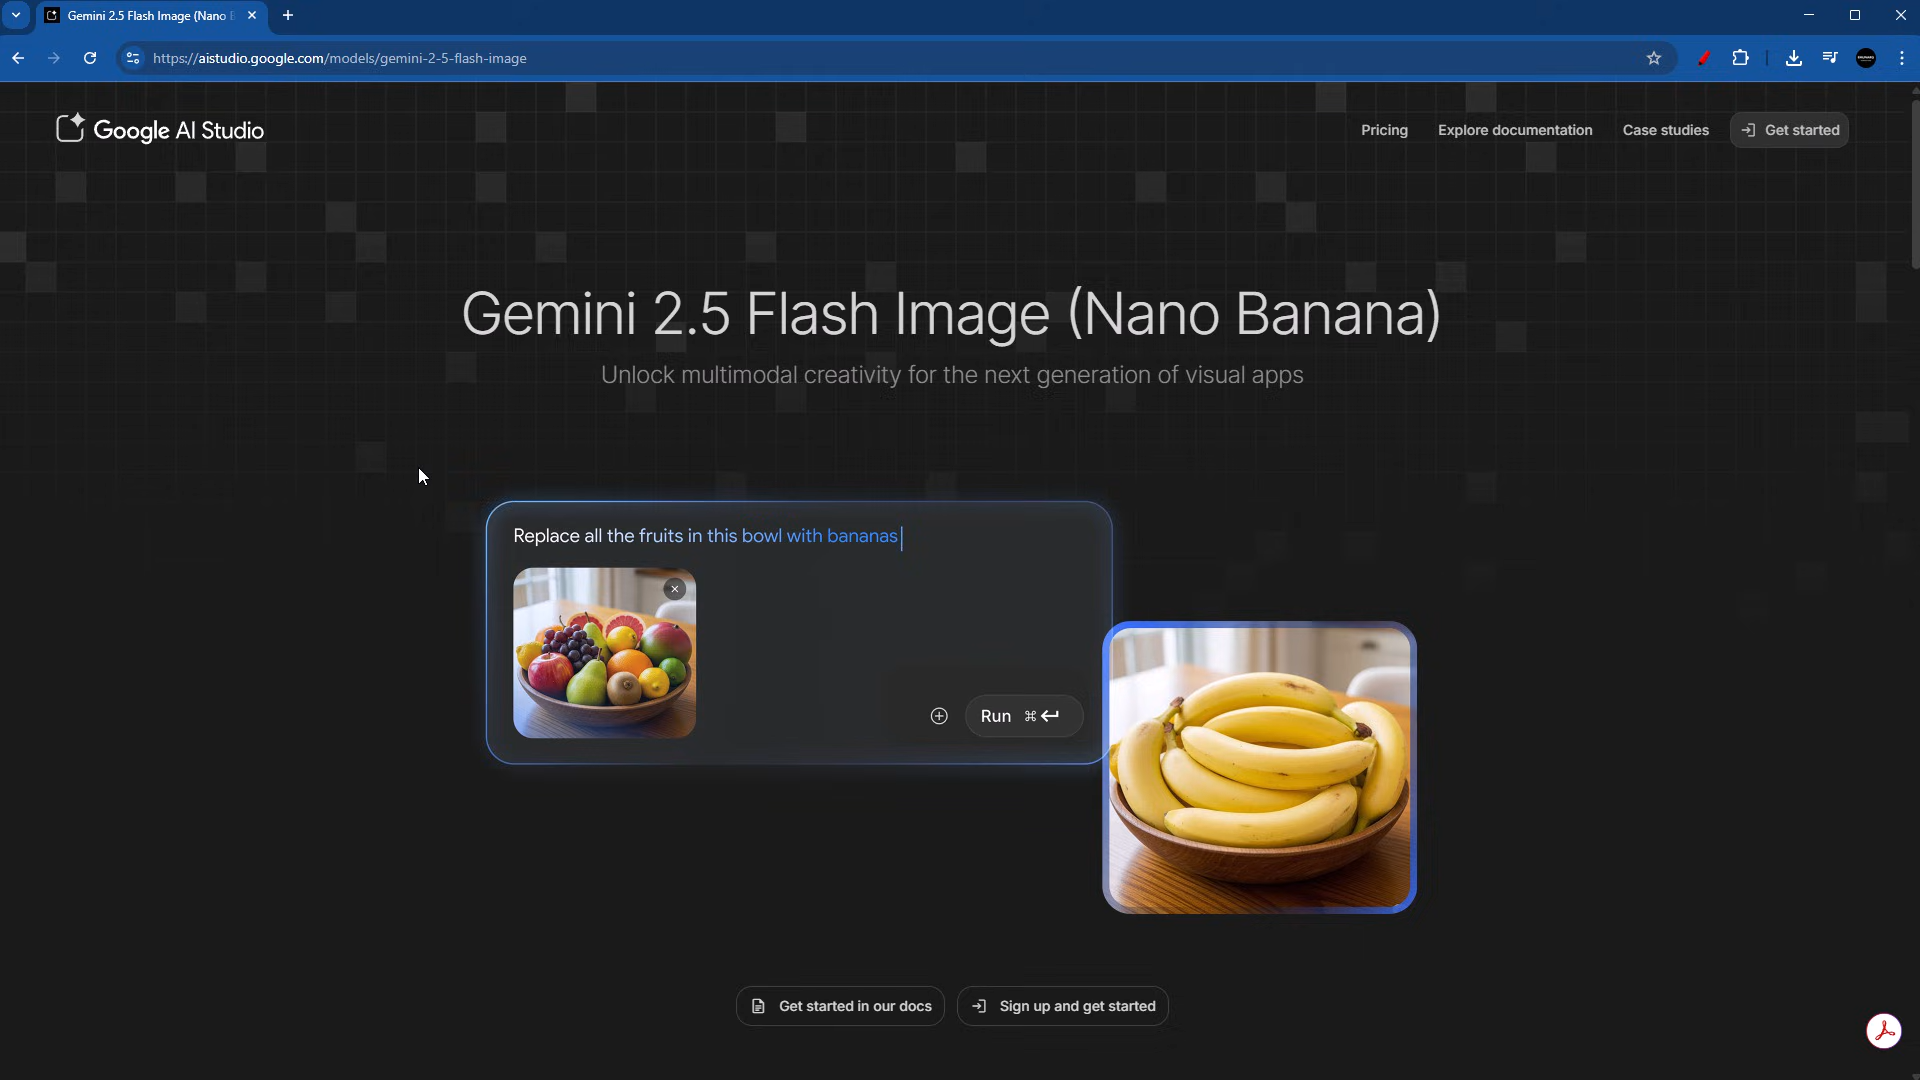 Gemini 2.5 Flash Image (Nano B
https://aistudio.google.com/models/gemini-2-5-flash-image
Google AI Studio
Pricing
Explore documentation
Case studies
Get started
Gemini 2.5 Flash Image (Nano Banana)
Unlock multimodal creativity for the next generation of visual apps
Replace all the fruits in this bowl with bananas
Run ⌘
Get started in our docs
Sign up and get started